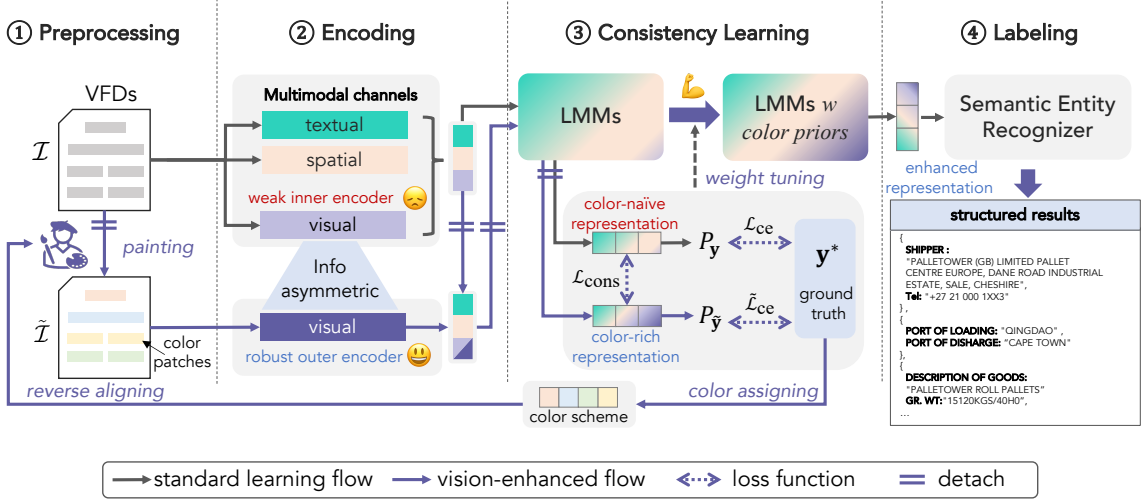 ① Preprocessing
② Encoding
③ Consistency Learning
④ Labeling
VFDs
ℐ
painting
ℐ̃
color
patches
reverse aligning
Multimodal channels
textual
spatial
weak inner encoder
visual
Info
asymmetric
visual
robust outer encoder
LMMs
LMMs w
color priors
weight tuning
color-naïve
representation
P_y
ℒ_ce
y*
ground
truth
ℒ_cons
P_ỹ
ℒ̃_ce
color-rich
representation
color assigning
color scheme
Semantic Entity
Recognizer
enhanced
representation
structured results
{
SHIPPER :
"PALLETOWER (GB) LIMITED PALLET
CENTRE EUROPE, DANE ROAD INDUSTRIAL
ESTATE, SALE, CHESHIRE",
Tel: "+27 21 000 1XX3"
} ,
{
PORT OF LOADING: "QINGDAO" ,
PORT OF DISHARGE: "CAPE TOWN"
},
{
DESCRIPTION OF GOODS:
"PALLETOWER ROLL PALLETS"
GR. WT:"15120KGS/40H0",
...
standard learning flow
vision-enhanced flow
loss function
detach